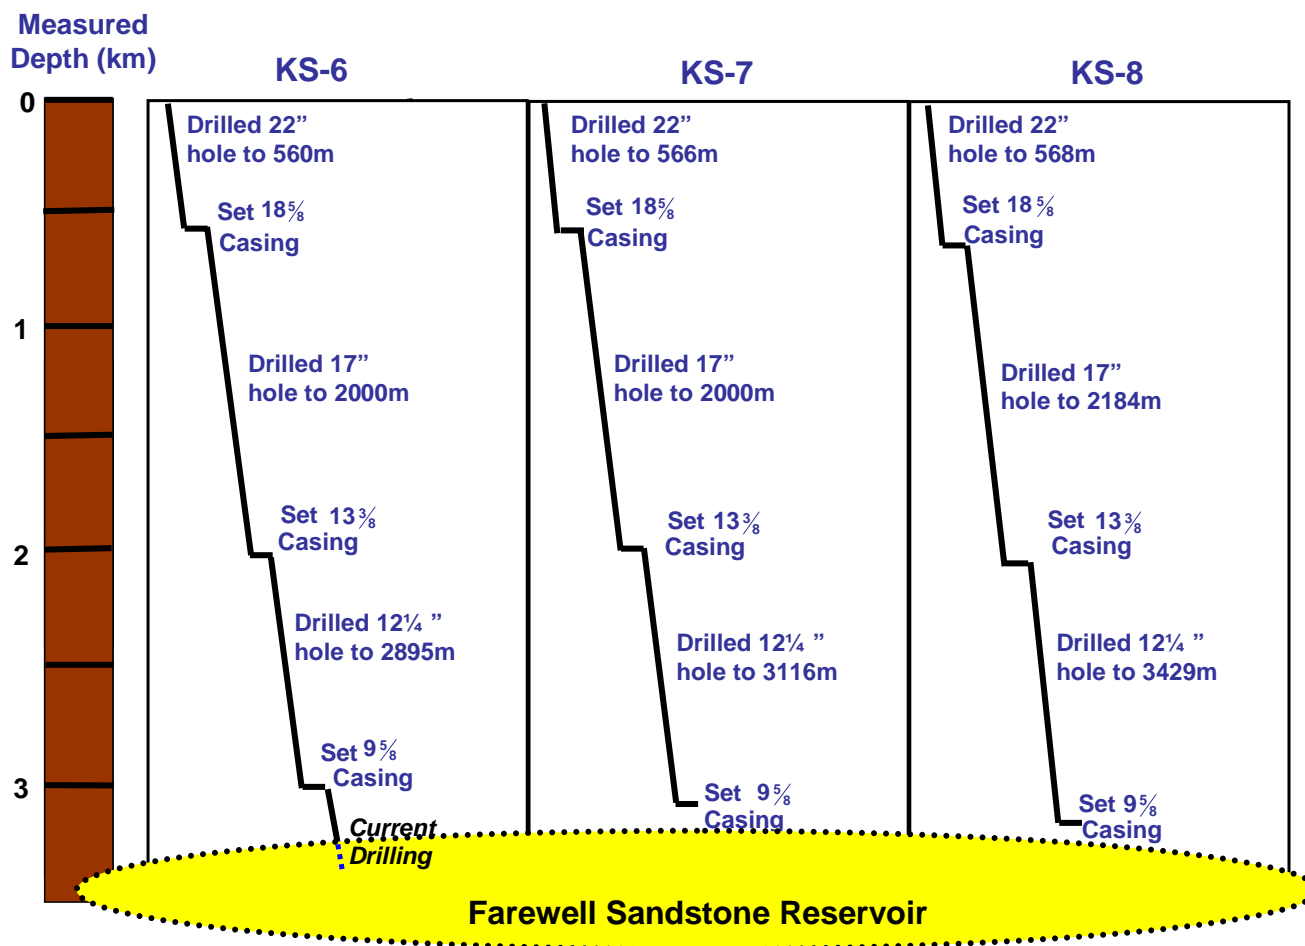 Measured
Depth (km)
KS-6
KS-7
KS-8
0
1
2
3
Drilled 22”
hole to 560m
Set 18⅝
Casing
Drilled 17”
hole to 2000m
Set 13⅜
Casing
Drilled 12¼ ”
hole to 2895m
Set 9⅝
Casing
Current
Drilling
Drilled 22”
hole to 566m
Set 18⅝
Casing
Drilled 17”
hole to 2000m
Set 13⅜
Casing
Drilled 12¼ ”
hole to 3116m
Set 9⅝
Casing
Drilled 22”
hole to 568m
Set 18⅝
Casing
Drilled 17”
hole to 2184m
Set 13⅜
Casing
Drilled 12¼ ”
hole to 3429m
Set 9⅝
Casing
Farewell Sandstone Reservoir